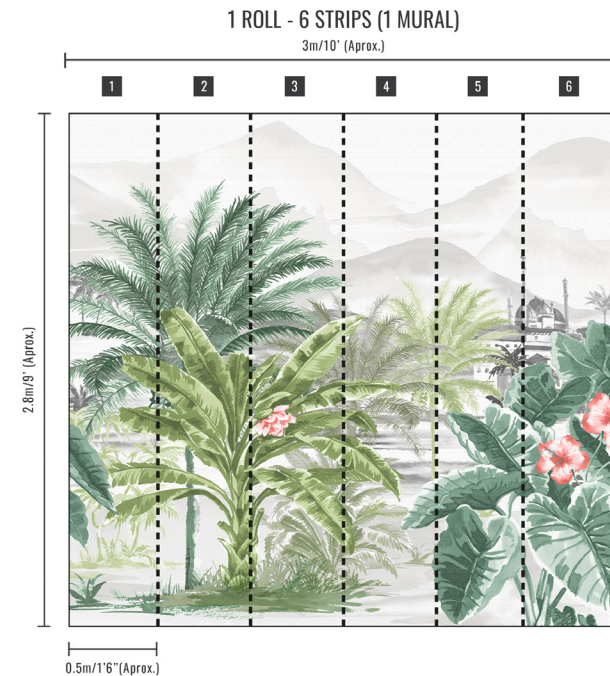 1 ROLL - 6 STRIPS (1 MURAL)
3m/10' (Aprox.)
1 2 3 4 5 6
2.8m/9' (Aprox.)
0.5m/1'6"(Aprox.)